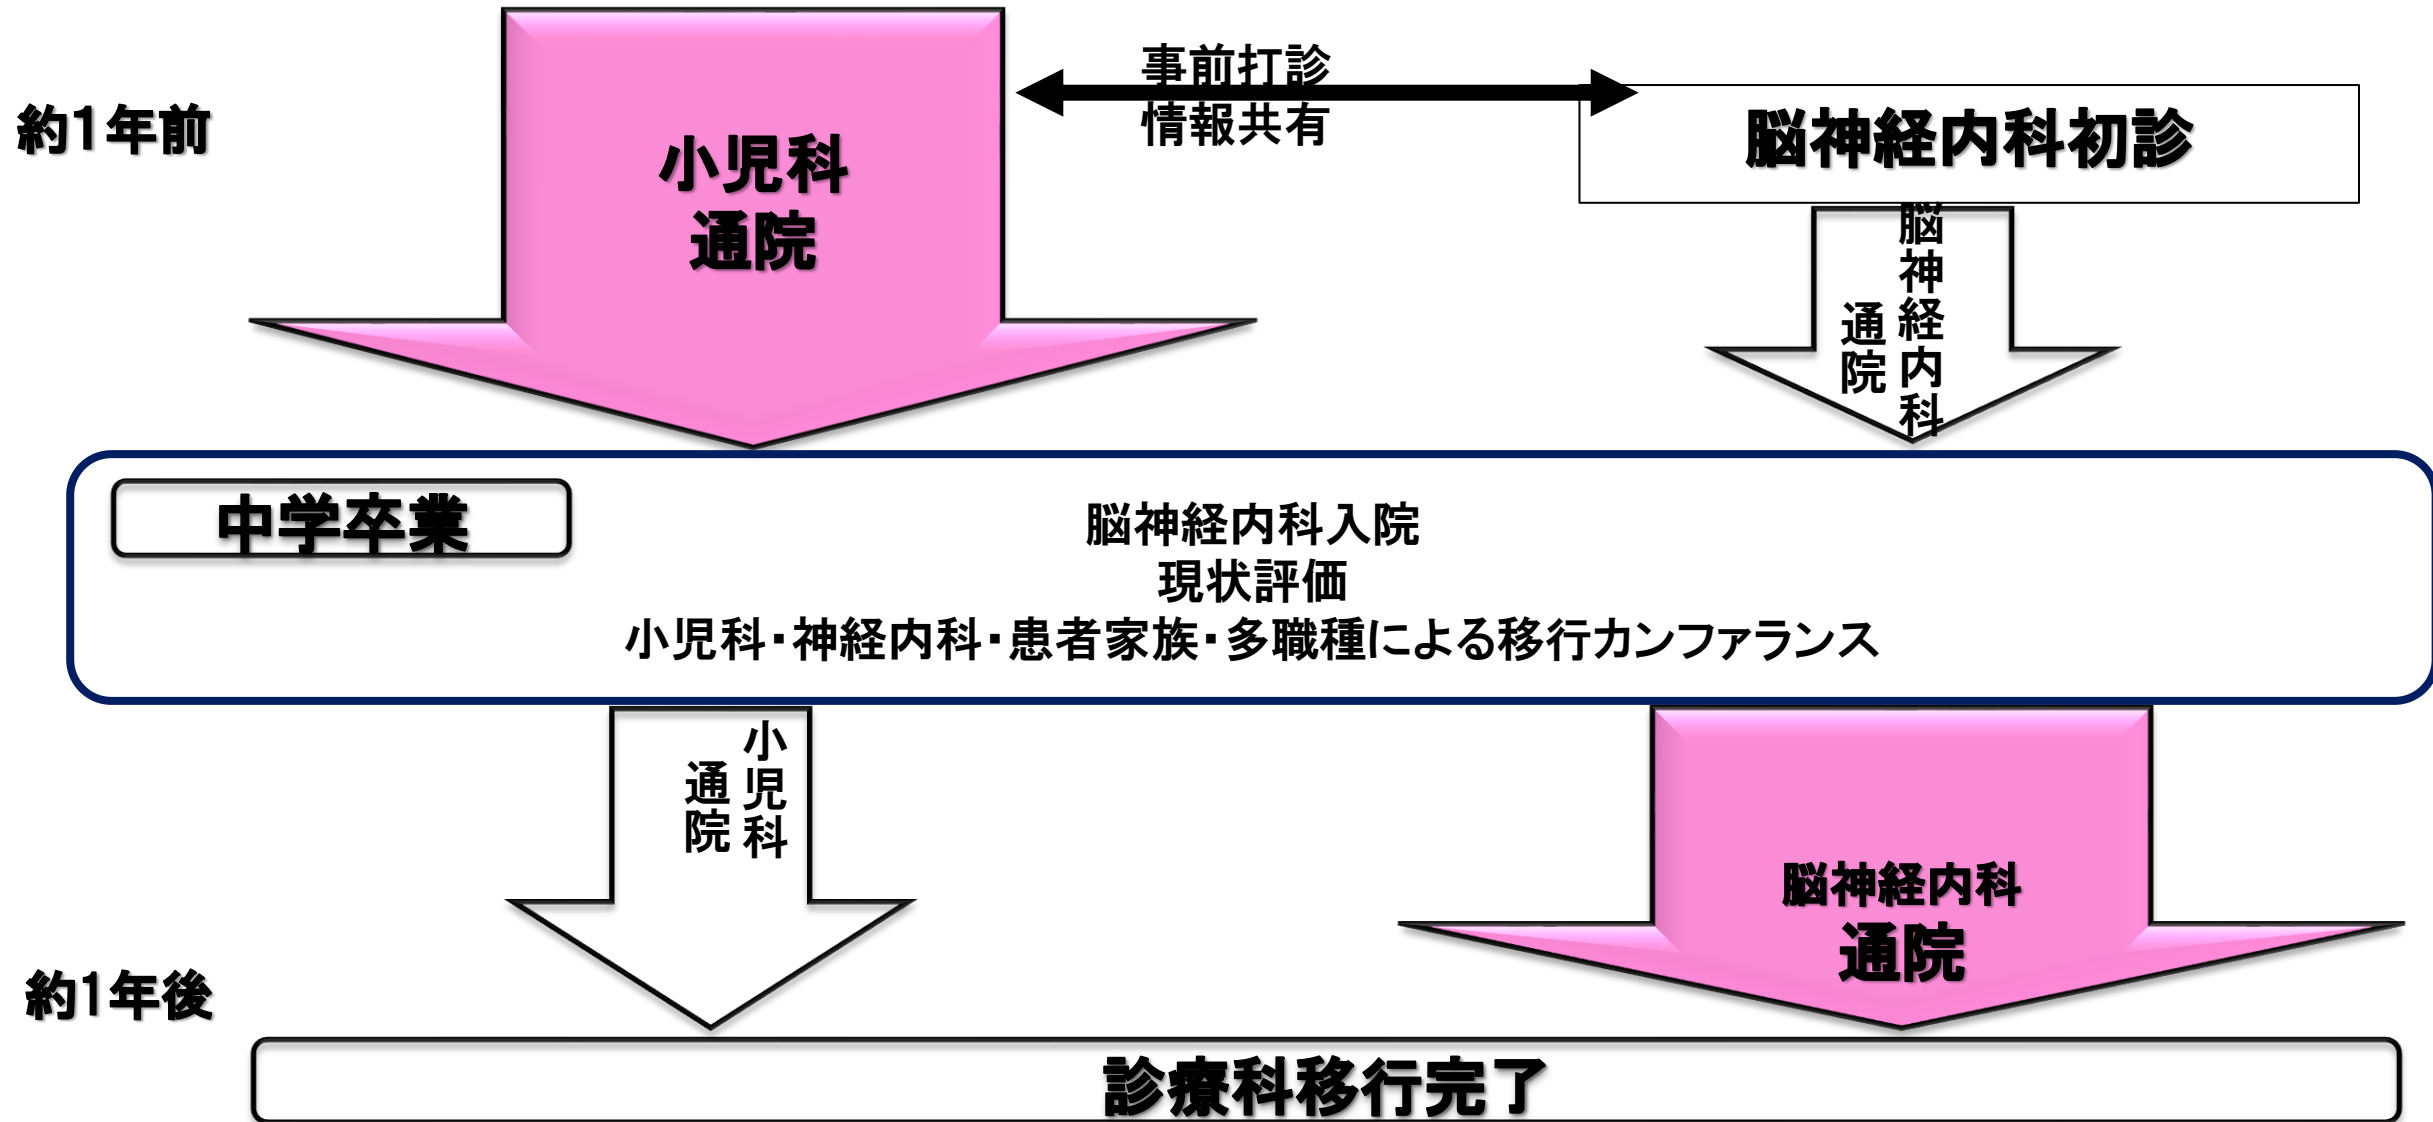 約1年前
小児科
通院
事前打診
情報共有
脳神経内科初診
脳神経内科
通院
中学卒業
脳神経内科入院
現状評価
小児科・神経内科・患者家族・多職種による移行カンファランス
小児科
通院
脳神経内科
通院
約1年後
診療科移行完了